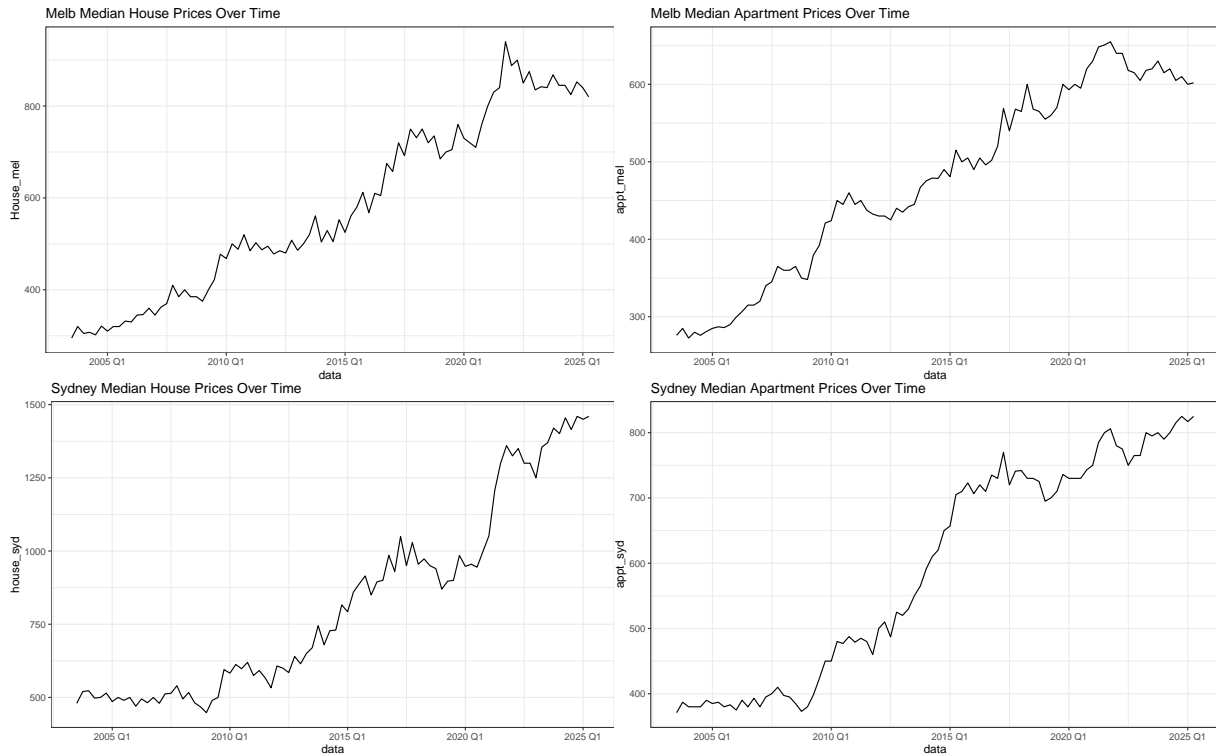 Melb Median House Prices Over Time
800
600
400
House_mel
2005 Q1 2010 Q1 2015 Q1 2020 Q1 2025 Q1
data
Melb Median Apartment Prices Over Time
600
500
400
300
appt_mel
2005 Q1 2010 Q1 2015 Q1 2020 Q1 2025 Q1
data
Sydney Median House Prices Over Time
1500
1250
1000
750
500
house_syd
2005 Q1 2010 Q1 2015 Q1 2020 Q1 2025 Q1
data
Sydney Median Apartment Prices Over Time
800
700
600
500
400
appt_syd
2005 Q1 2010 Q1 2015 Q1 2020 Q1 2025 Q1
data